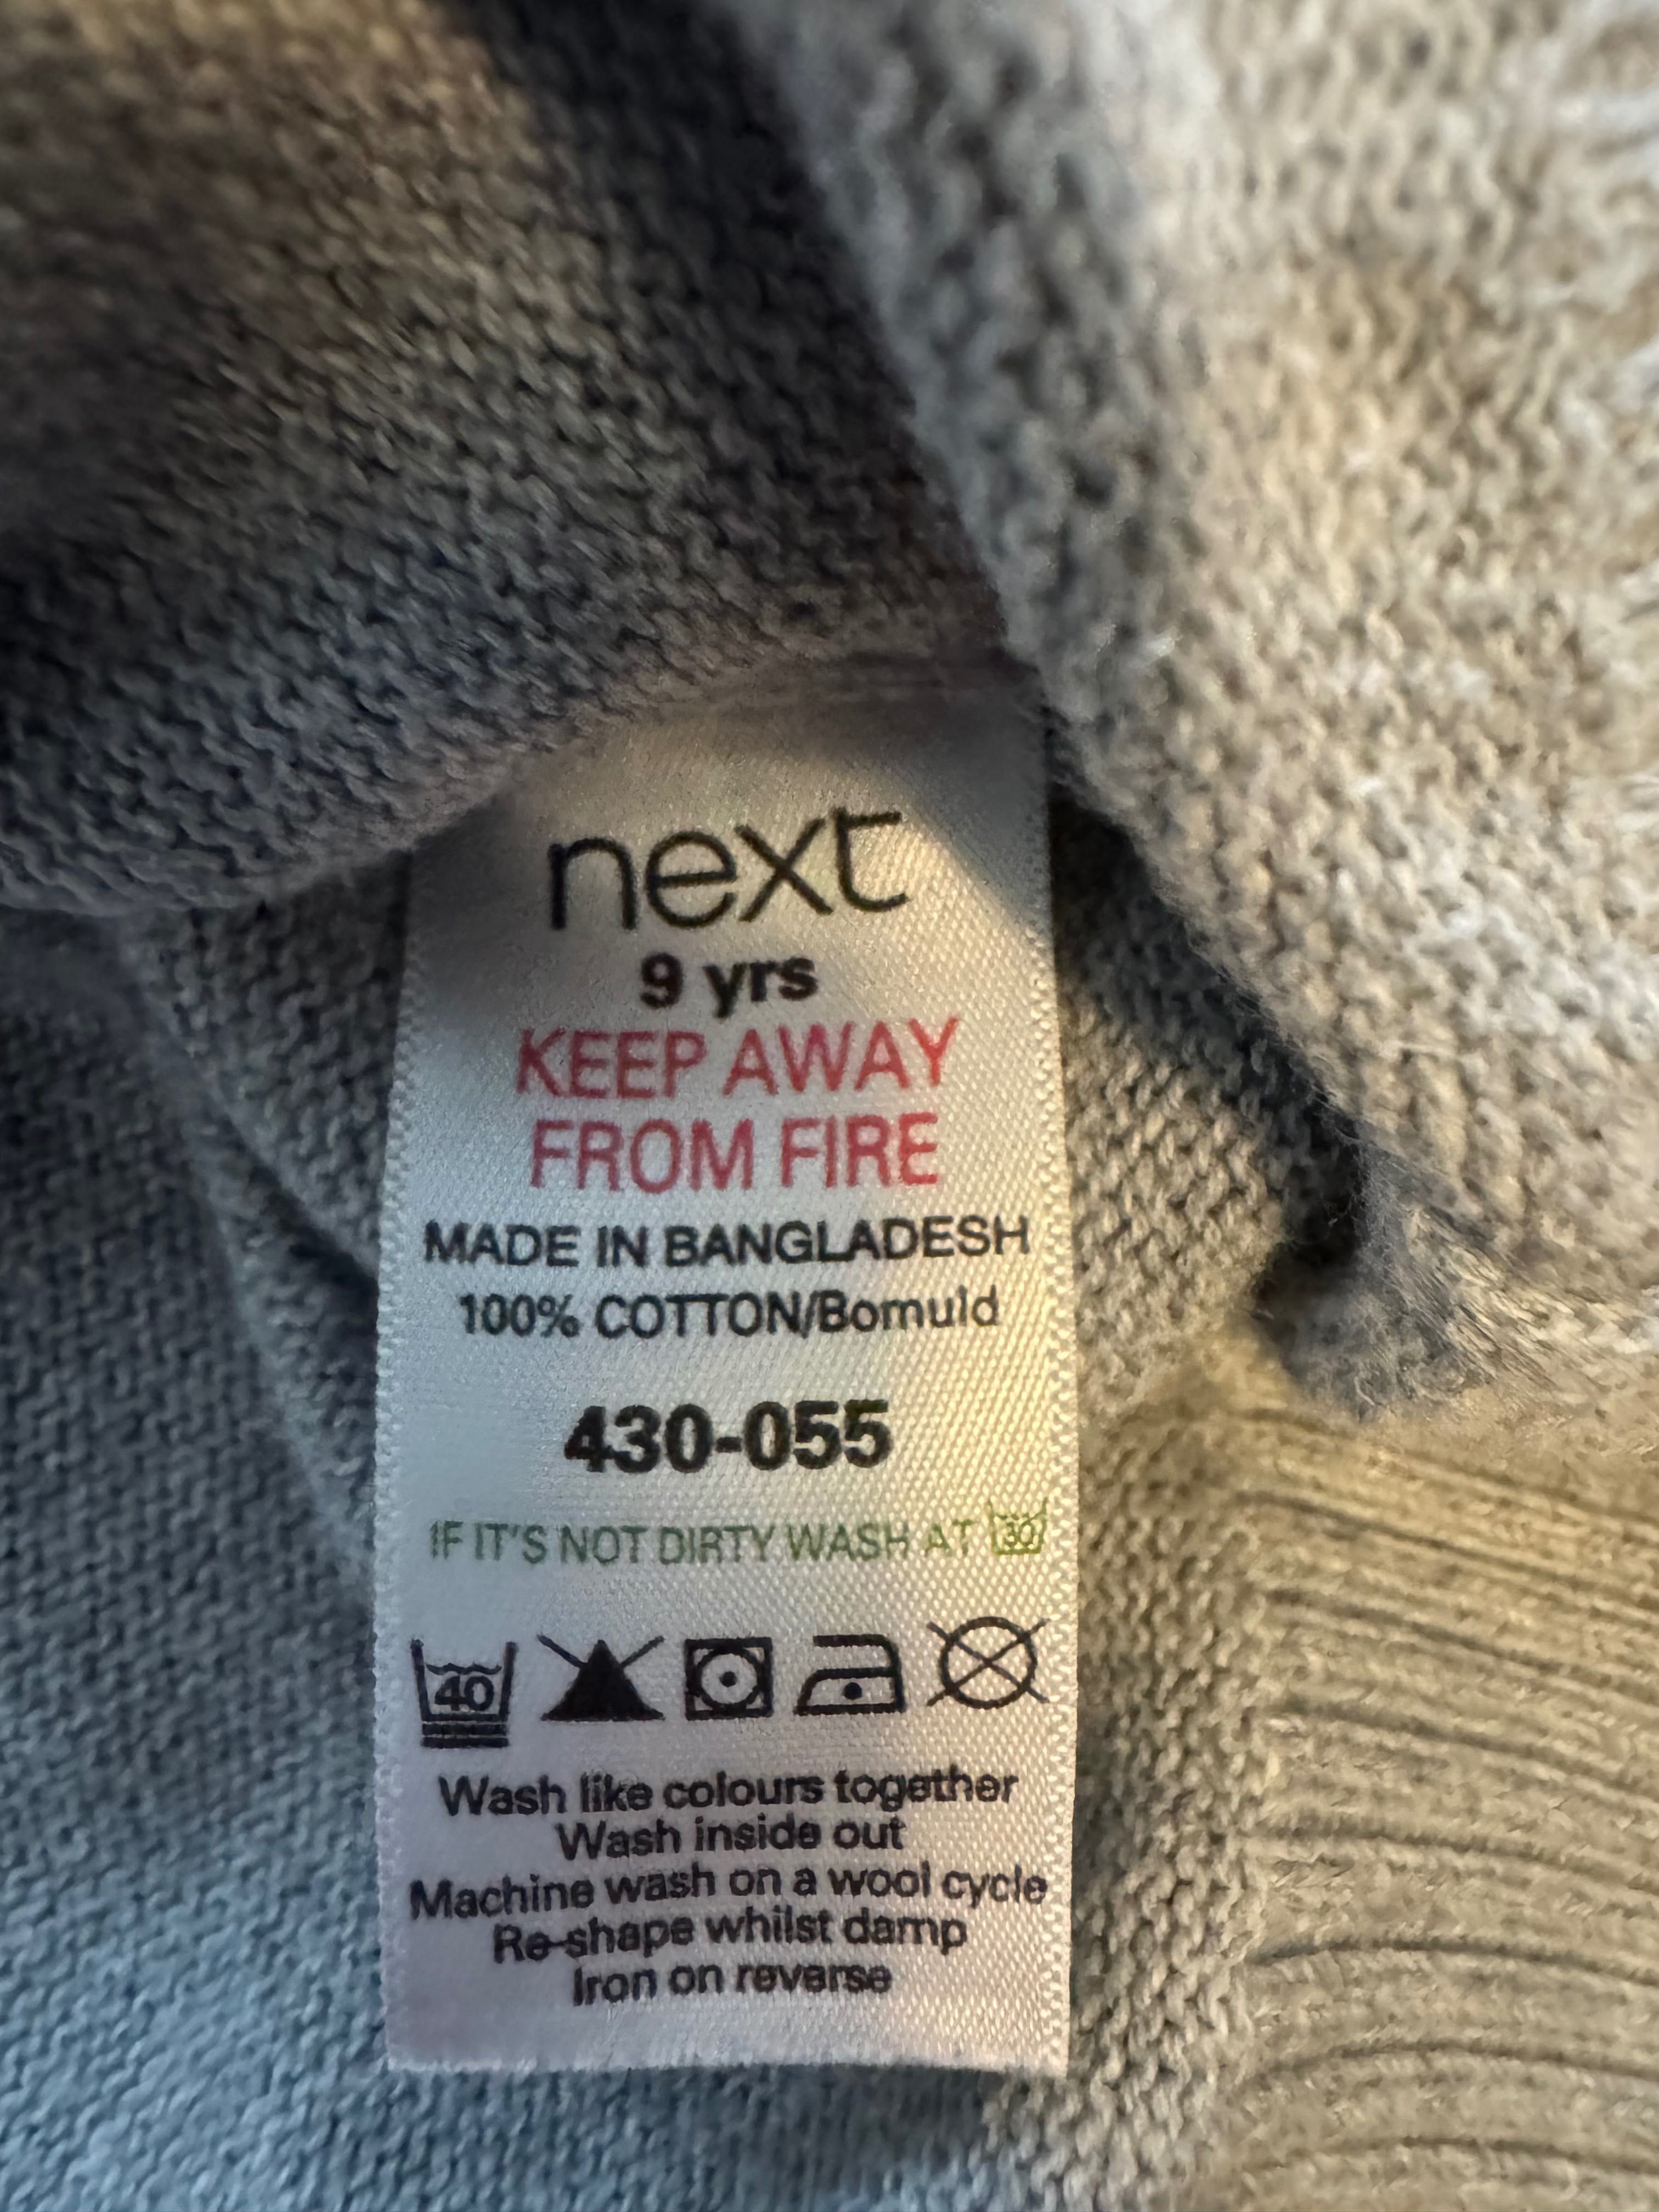 next
9 yrs
KEEP AWAY
FROM FIRE
MADE IN BANGLADESH
100% COTTON/Bomuld
430-055
IF IT'S NOT DIRTY WASH AT 30
40
Wash like colours together
Wash inside out
Machine wash on a wool cycle
Re-shape whilst damp
Iron on reverse